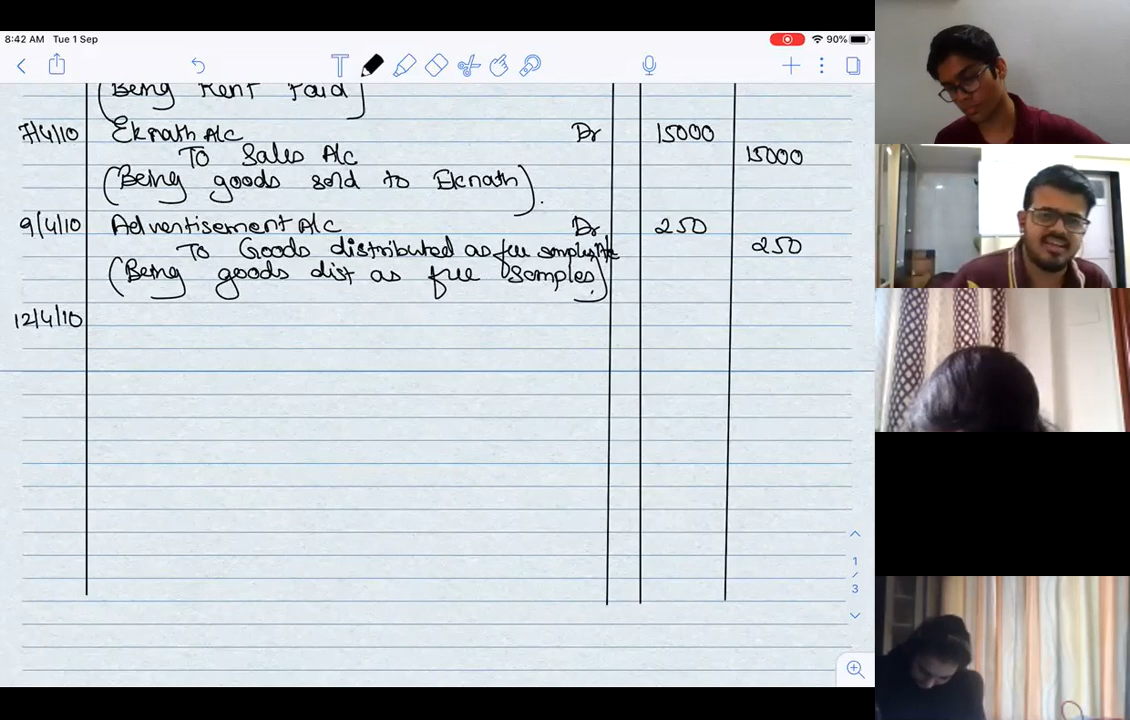 8:42 AM Tue 1 Sep
90%
T
(Being Rent Paid)
7/4/10 Eknath A/c Dr 15000
To Sales A/c 15000
(Being goods sold to Eknath).
9/4/10 Advertisement A/c Dr 250
To Goods distributed as free samples A/c 250
(Being goods dist as free samples.)
12/4/10
1
/
3